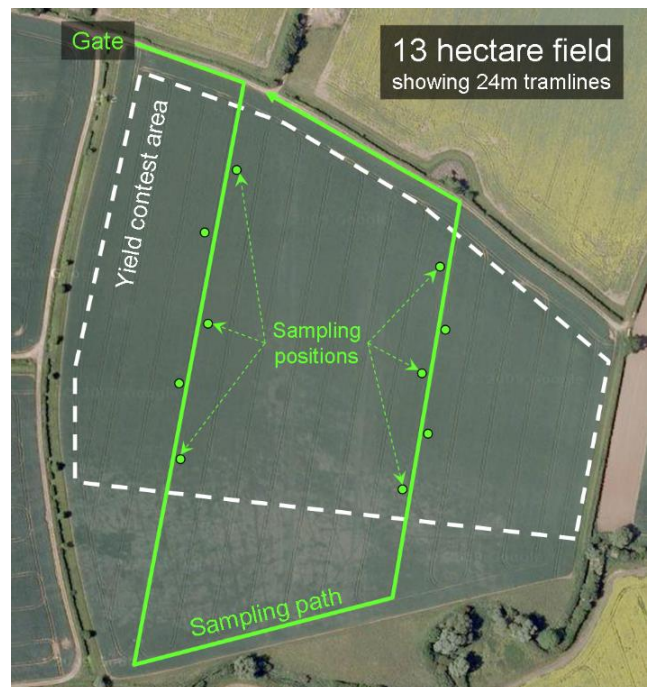 Gate
13 hectare field
showing 24m tramlines
Yield contest area
Sampling
positions
Sampling path